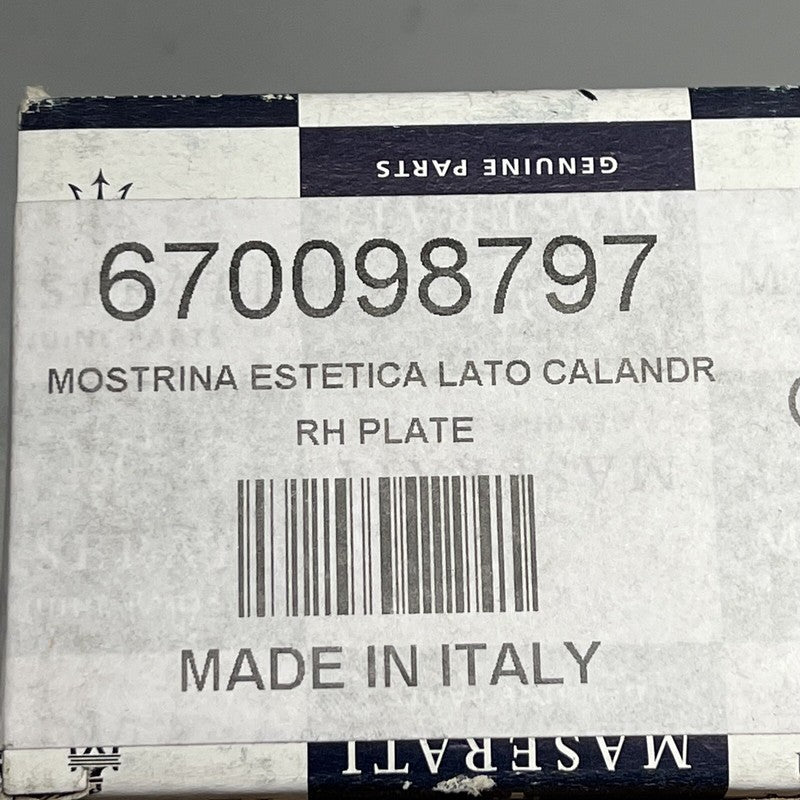 GENUINE PARTS
670098797
MOSTRINA ESTETICA LATO CALANDR
RH PLATE
MADE IN ITALY
MASERATI